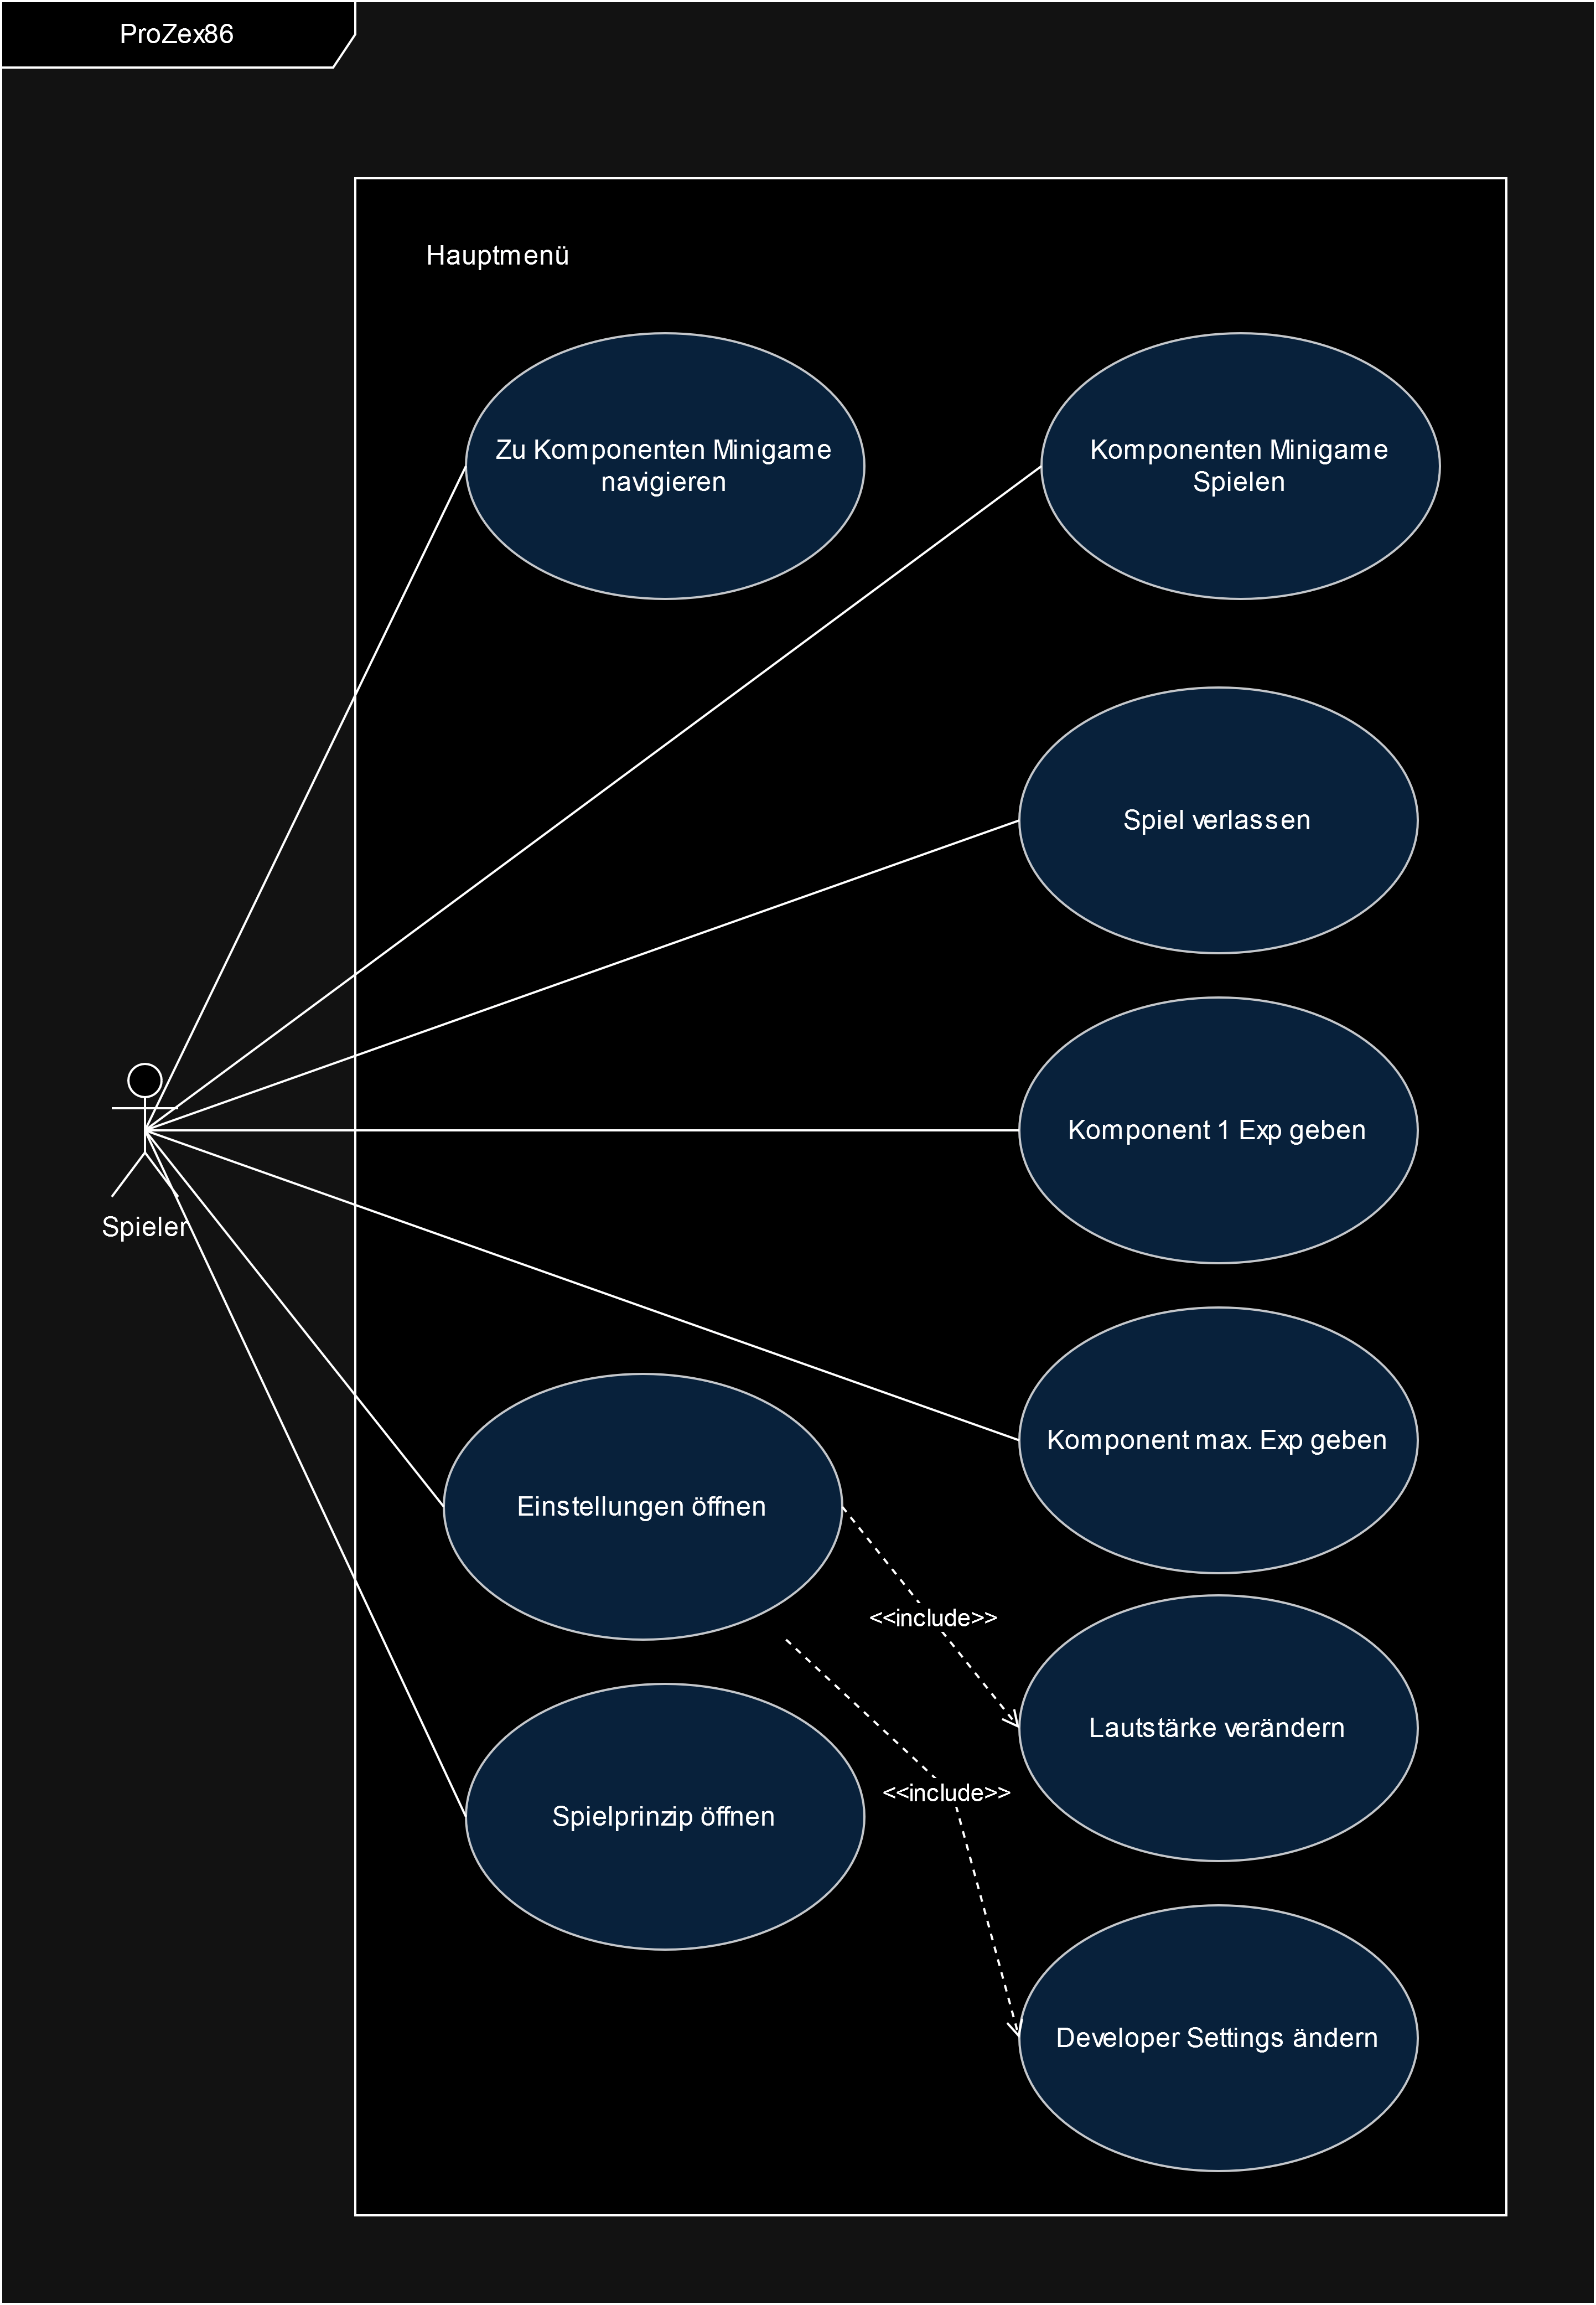 ProZex86
Hauptmenü
Zu Komponenten Minigame
navigieren
Komponenten Minigame
Spielen
Spiel verlassen
Komponent 1 Exp geben
Spieler
Komponent max. Exp geben
Einstellungen öffnen
<<include>>
Lautstärke verändern
<<include>>
Spielprinzip öffnen
Developer Settings ändern